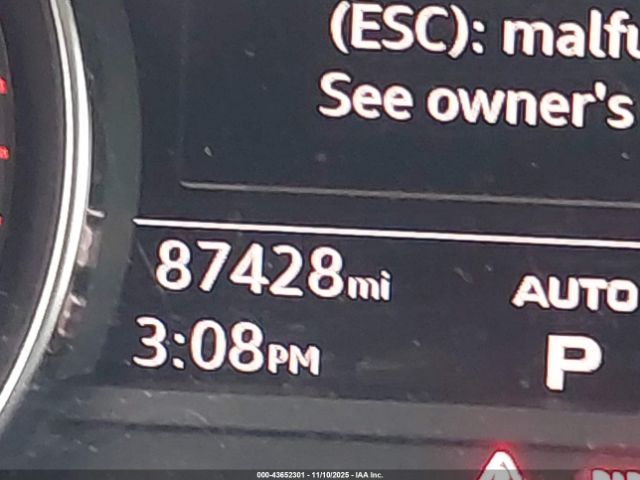 (ESC): malfu
See owner's
87428mi
AUTO
3:08PM
P
000-43652301 - 11/10/2025 - IAA Inc.